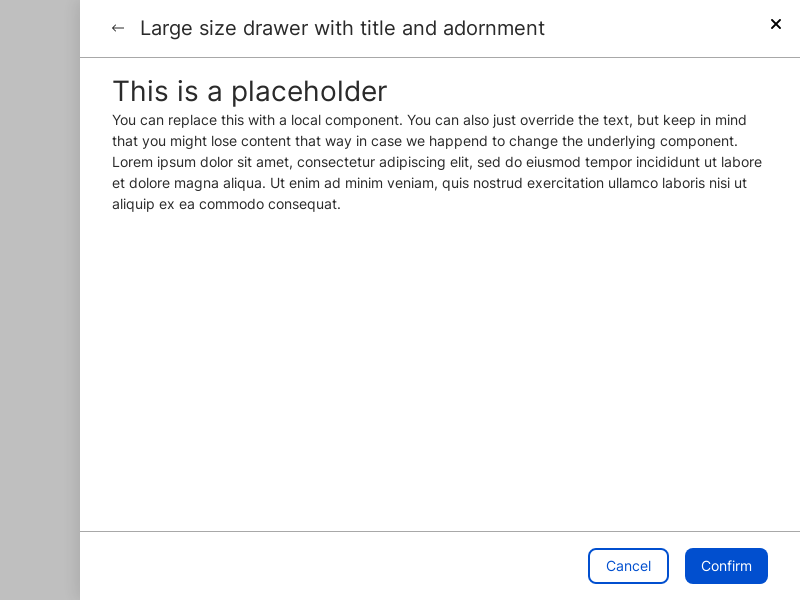 Large size drawer with title and adornment
This is a placeholder
You can replace this with a local component. You can also just override the text, but keep in mind
that you might lose content that way in case we happend to change the underlying component.
Lorem ipsum dolor sit amet, consectetur adipiscing elit, sed do eiusmod tempor incididunt ut labore
et dolore magna aliqua. Ut enim ad minim veniam, quis nostrud exercitation ullamco laboris nisi ut
aliquip ex ea commodo consequat.
Cancel
Confirm